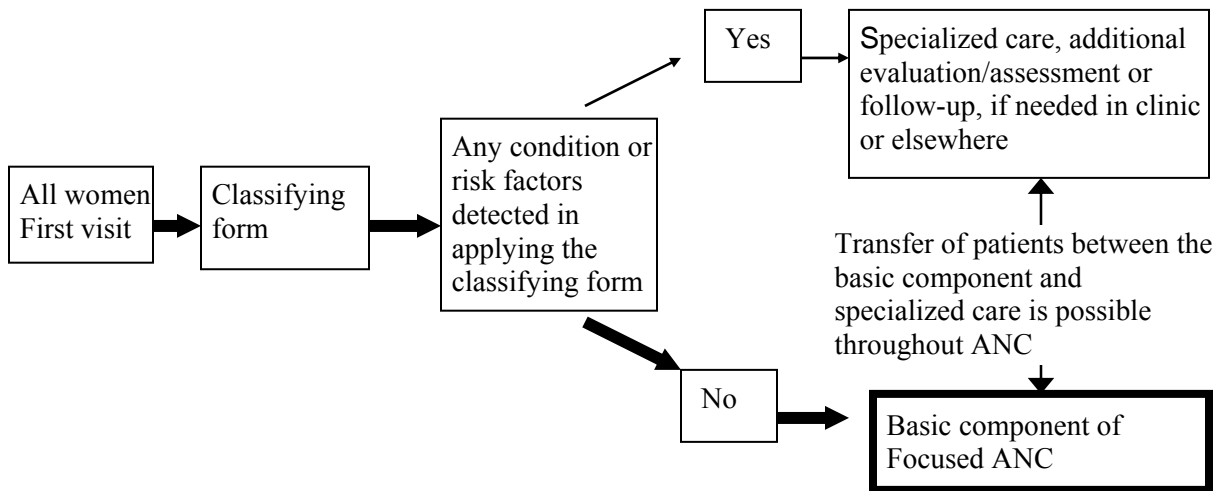 All women
First visit
Classifying
form
Any condition or
risk factors
detected in
applying the
classifying form
Yes
Specialized care, additional
evaluation/assessment or
follow-up, if needed in clinic
or elsewhere
Transfer of patients between the
basic component and
specialized care is possible
throughout ANC
No
Basic component of
Focused ANC